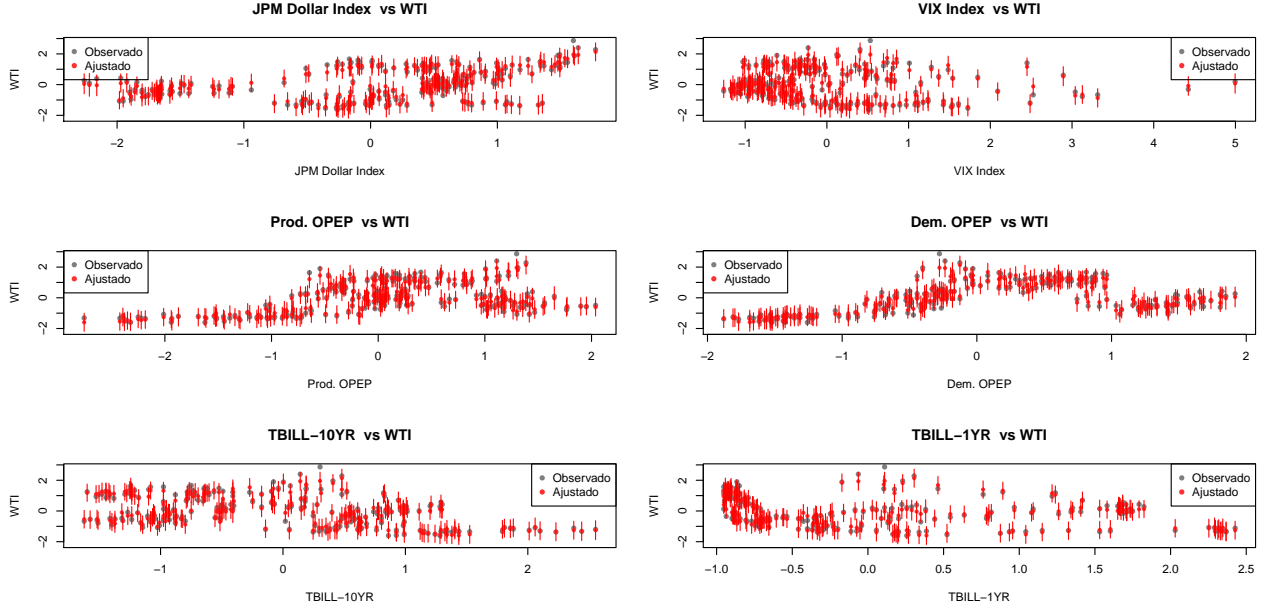 JPM Dollar Index vs WTI
WTI
2
0
−2
Observado
Ajustado
−2
−1
0
1
JPM Dollar Index
VIX Index vs WTI
WTI
2
0
−2
Observado
Ajustado
−1
0
1
2
3
4
5
VIX Index
Prod. OPEP vs WTI
WTI
2
0
−2
Observado
Ajustado
−2
−1
0
1
2
Prod. OPEP
Dem. OPEP vs WTI
WTI
2
0
−2
Observado
Ajustado
−2
−1
0
1
2
Dem. OPEP
TBILL−10YR vs WTI
WTI
2
0
−2
Observado
Ajustado
−1
0
1
2
TBILL−10YR
TBILL−1YR vs WTI
WTI
2
0
−2
Observado
Ajustado
−1.0
−0.5
0.0
0.5
1.0
1.5
2.0
2.5
TBILL−1YR